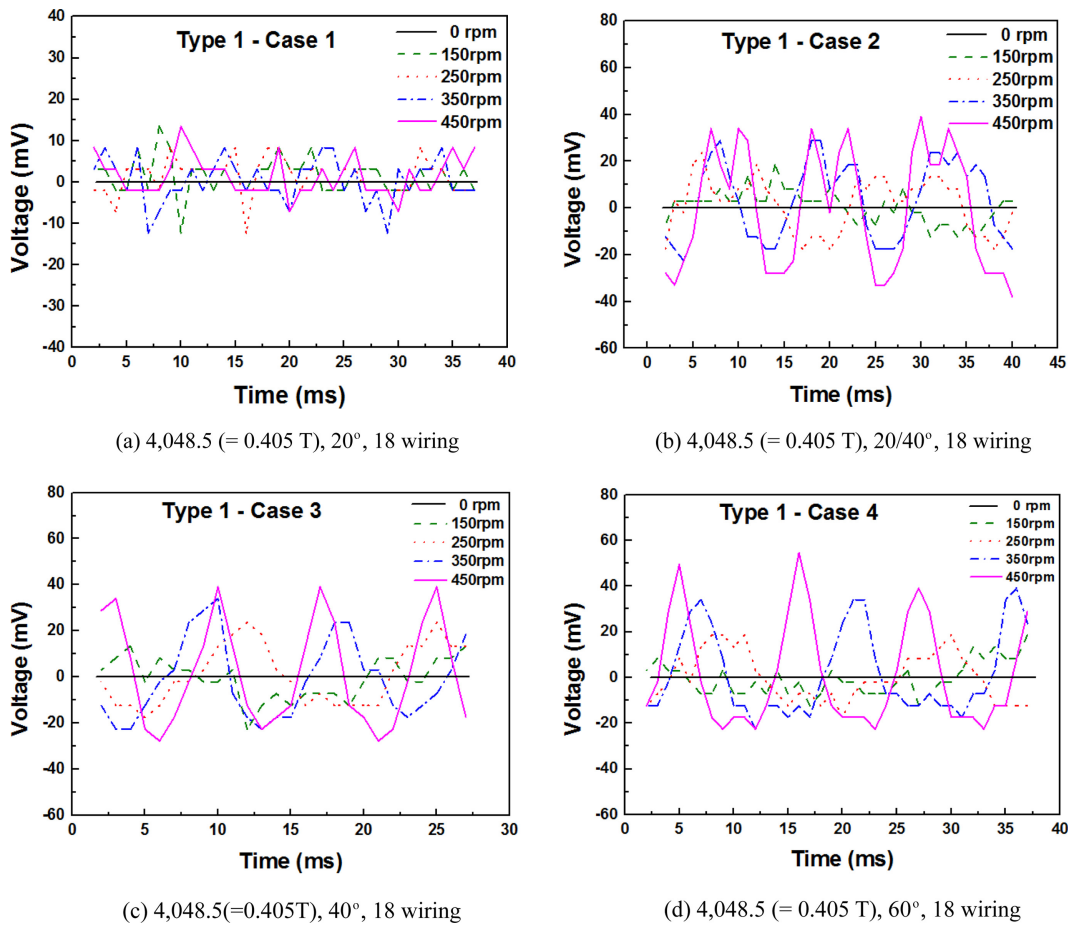 Type 1 - Case 1
0 rpm
150rpm
250rpm
350rpm
450rpm
40
30
20
10
0
-10
-20
-30
-40
Voltage (mV)
0 5 10 15 20 25 30 35 40
Time (ms)
(a) 4,048.5 (= 0.405 T), 20°, 18 wiring
Type 1 - Case 2
0 rpm
150rpm
250rpm
350rpm
450rpm
80
60
40
20
0
-20
-40
-60
Voltage (mV)
0 5 10 15 20 25 30 35 40 45
Time (ms)
(b) 4,048.5 (= 0.405 T), 20/40°, 18 wiring
Type 1 - Case 3
0 rpm
150rpm
250rpm
350rpm
450rpm
80
60
40
20
0
-20
-40
-60
Voltage (mV)
0 5 10 15 20 25 30
Time (ms)
(c) 4,048.5(=0.405T), 40°, 18 wiring
Type 1 - Case 4
0 rpm
150rpm
250rpm
350rpm
450rpm
80
60
40
20
0
-20
-40
-60
Voltage (mV)
0 5 10 15 20 25 30 35 40
Time (ms)
(d) 4,048.5 (= 0.405 T), 60°, 18 wiring